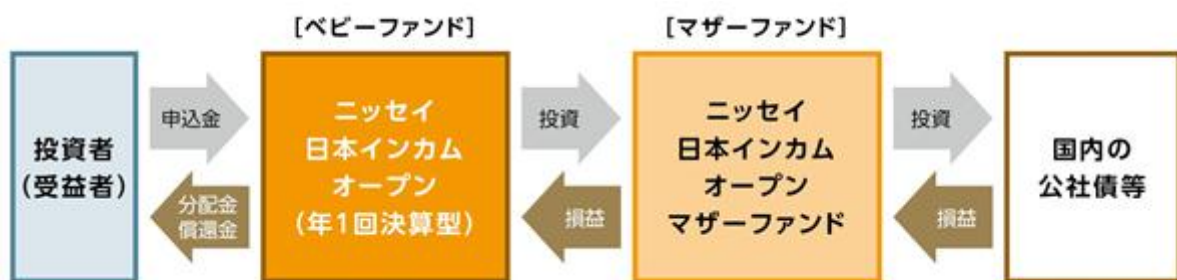 [ベビーファンド]
[マザーファンド]
投資者
(受益者)
申込金
分配金
償還金
ニッセイ
日本インカム
オープン
(年1回決算型)
投資
損益
ニッセイ
日本インカム
オープン
マザーファンド
投資
損益
国内の
公社債等